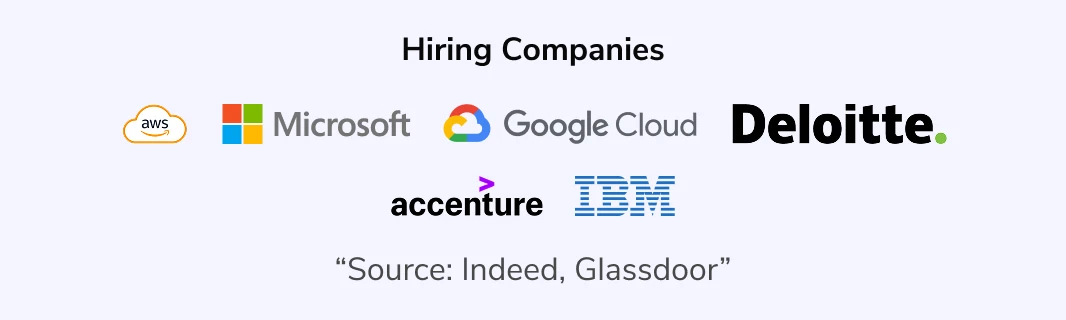 Hiring Companies
aws Microsoft Google Cloud Deloitte.
accenture IBM
“Source: Indeed, Glassdoor”